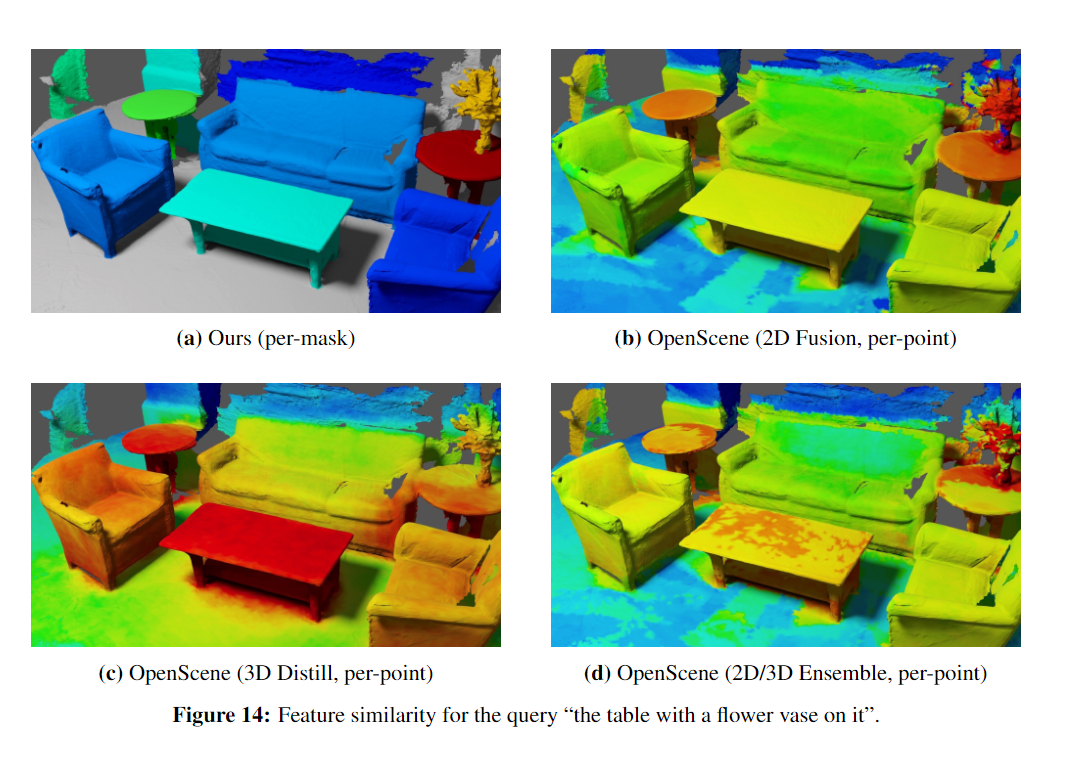 (a) Ours (per-mask)
(b) OpenScene (2D Fusion, per-point)
(c) OpenScene (3D Distill, per-point)
(d) OpenScene (2D/3D Ensemble, per-point)
Figure 14: Feature similarity for the query “the table with a flower vase on it”.